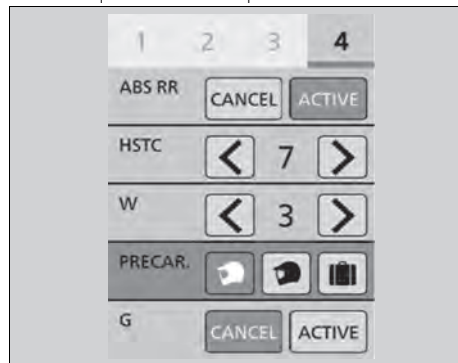 1 2 3 4
ABS RR CANCEL ACTIVE
HSTC 7
W 3
PRECAR.
G CANCEL ACTIVE